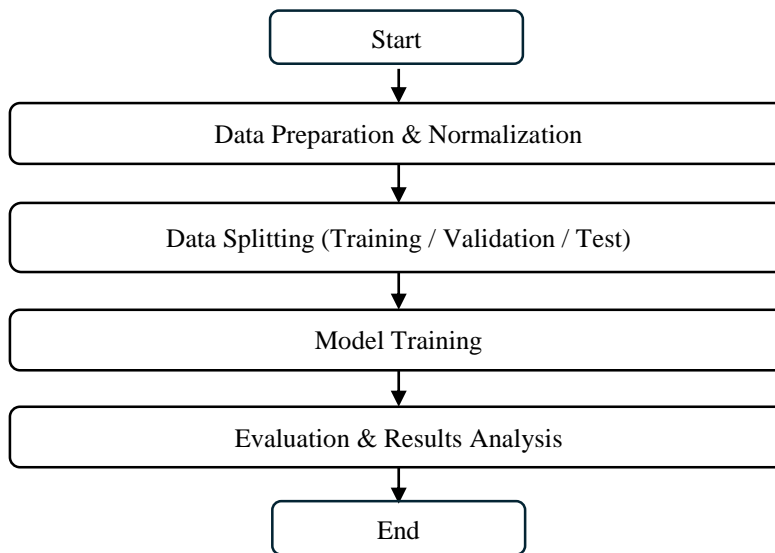 Start
Data Preparation & Normalization
Data Splitting (Training / Validation / Test)
Model Training
Evaluation & Results Analysis
End